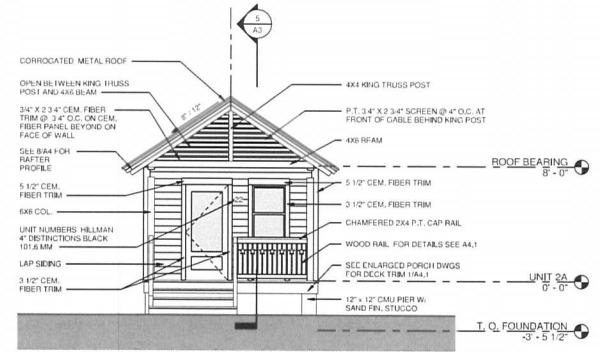 5
A3
CORROGATED METAL ROOF
OPEN BETWEEN KING TRUSS
POST AND 4X6 BEAM
3/4" X 2 3 4" CEM. FIBER
TRIM @ 3 4" O.C. ON CEM.
FIBER PANEL BEYOND ON
FACE OF WALL
SEE 8/A4 FOR
RAFTER
PROFILE
5 1/2" CEM.
FIBER TRIM
6X6 COL.
UNIT NUMBERS HILLMAN
4" DISTINCTIONS BLACK
101.6 MM
LAP SIDING
3 1/2" CEM.
FIBER TRIM
8" / 12"
22
4X4 KING TRUSS POST
P.T. 3 4" X 2 3/4" SCREEN @ 4" O.C. AT
FRONT OF GABLE BEHIND KING POST
4X6 BEAM
5 1/2" CEM. FIBER TRIM
3 1/2" CEM. FIBER TRIM
CHAMFERED 2X4 P.T. CAP RAIL
WOOD RAIL FOR DETAILS SEE A4.1
SEE ENLARGED PORCH DWGS
FOR DECK TRIM 1/A4.1
12" x 12" CMU PIER W/
SAND FIN. STUCCO
ROOF BEARING
8' - 0"
UNIT 2A
0' - 0"
T. O. FOUNDATION
-3' - 5 1/2"